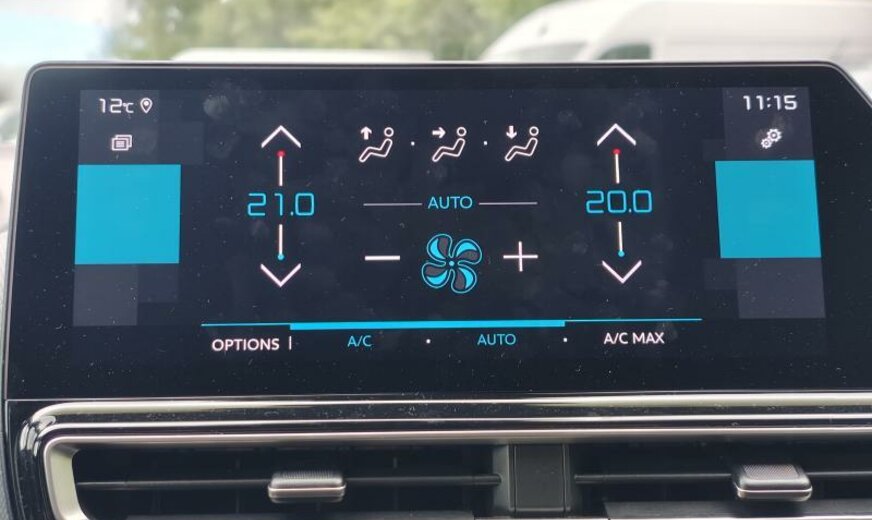 12°C
11:15
21.0
20.0
AUTO
OPTIONS | A/C • AUTO • A/C MAX